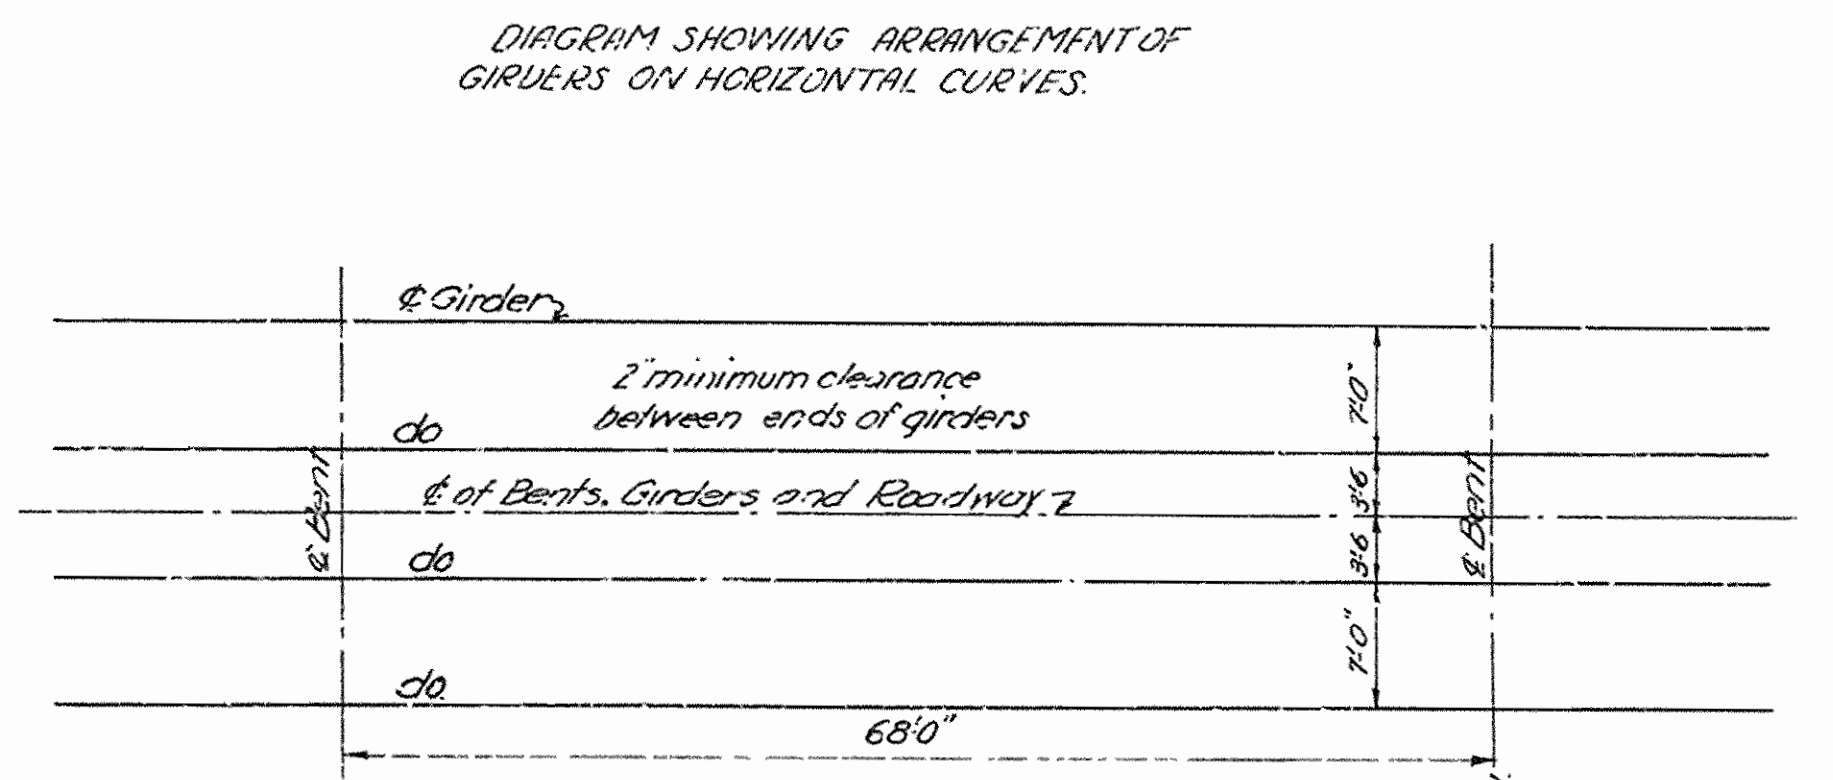 DIAGRAM SHOWING ARRANGEMENT OF
GIRDERS ON HORIZONTAL CURVES.
℄ Girder
2" minimum clearance
between ends of girders
7'-0"
do
℄ Bent
℄ of Bents, Girders and Roadway
3'-6
℄ Bent
do
3'-6
7'-0"
do.
68'-0"